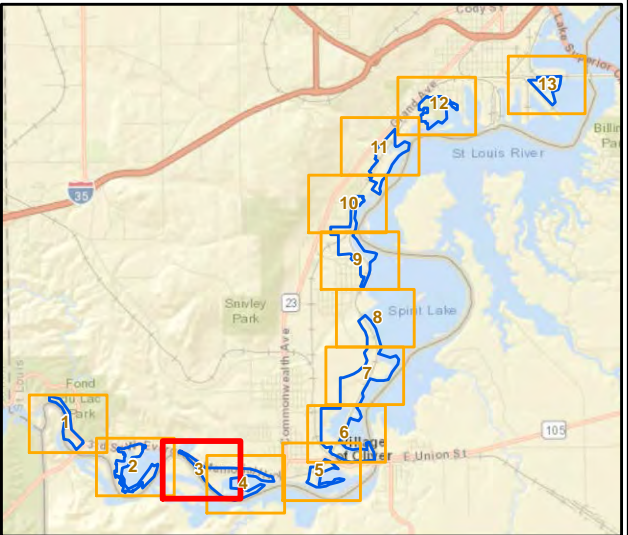 Cody St
Lake Superior
Grand Ave
13
12
Billin
Pa
11
St Louis River
35
10
9
Snively
Park
23
Spirit Lake
8
Commonwealth Ave
7
St Louis
Fond
du Lac
Park
1
6
Village
of Oliver
E Union St
105
2
3
4
5